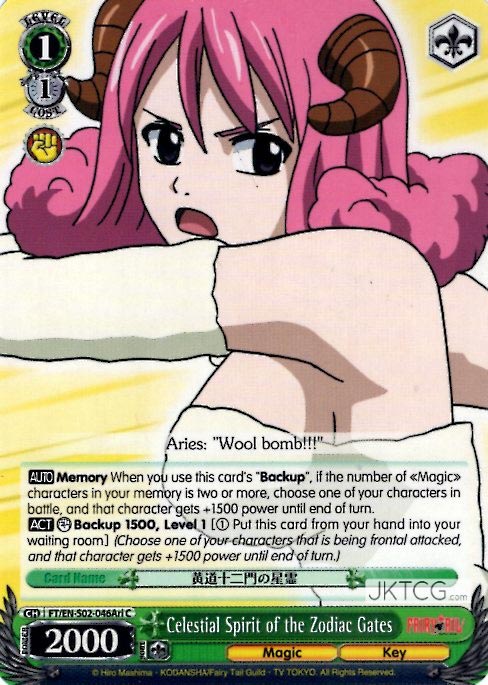 LEVEL
1
1
COST
Aries: "Wool bomb!!!"
AUTO Memory When you use this card's "Backup", if the number of «Magic»
characters in your memory is two or more, choose one of your characters in
battle, and that character gets +1500 power until end of turn.
ACT Backup 1500, Level 1 [① Put this card from your hand into your
waiting room] (Choose one of your characters that is being frontal attacked,
and that character gets +1500 power until end of turn.)
Card Name 黄道十二門の星霊
JKTCG.com
CH FT/EN-S02-046Ari C
Celestial Spirit of the Zodiac Gates
FAIRY TAIL
POWER
2000
SOUL
Magic
Key
© Hiro Mashima - KODANSHA/Fairy Tail Guild - TV TOKYO. All Rights Reserved.